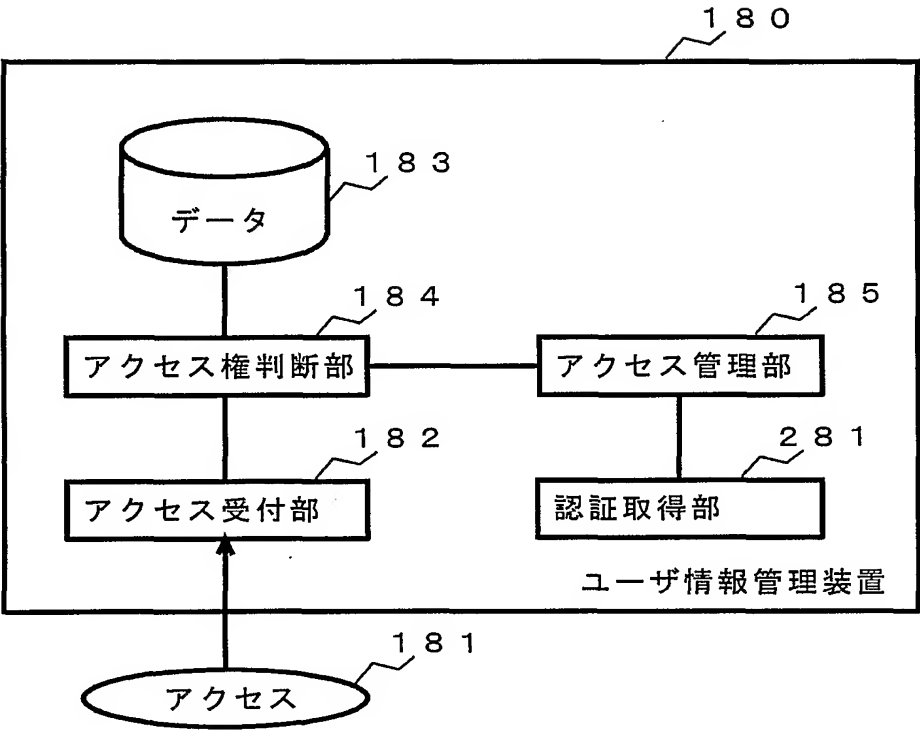 １８０
１８３
データ
１８４
１８５
アクセス権判断部
アクセス管理部
１８２
２８１
アクセス受付部
認証取得部
ユーザ情報管理装置
１８１
アクセス